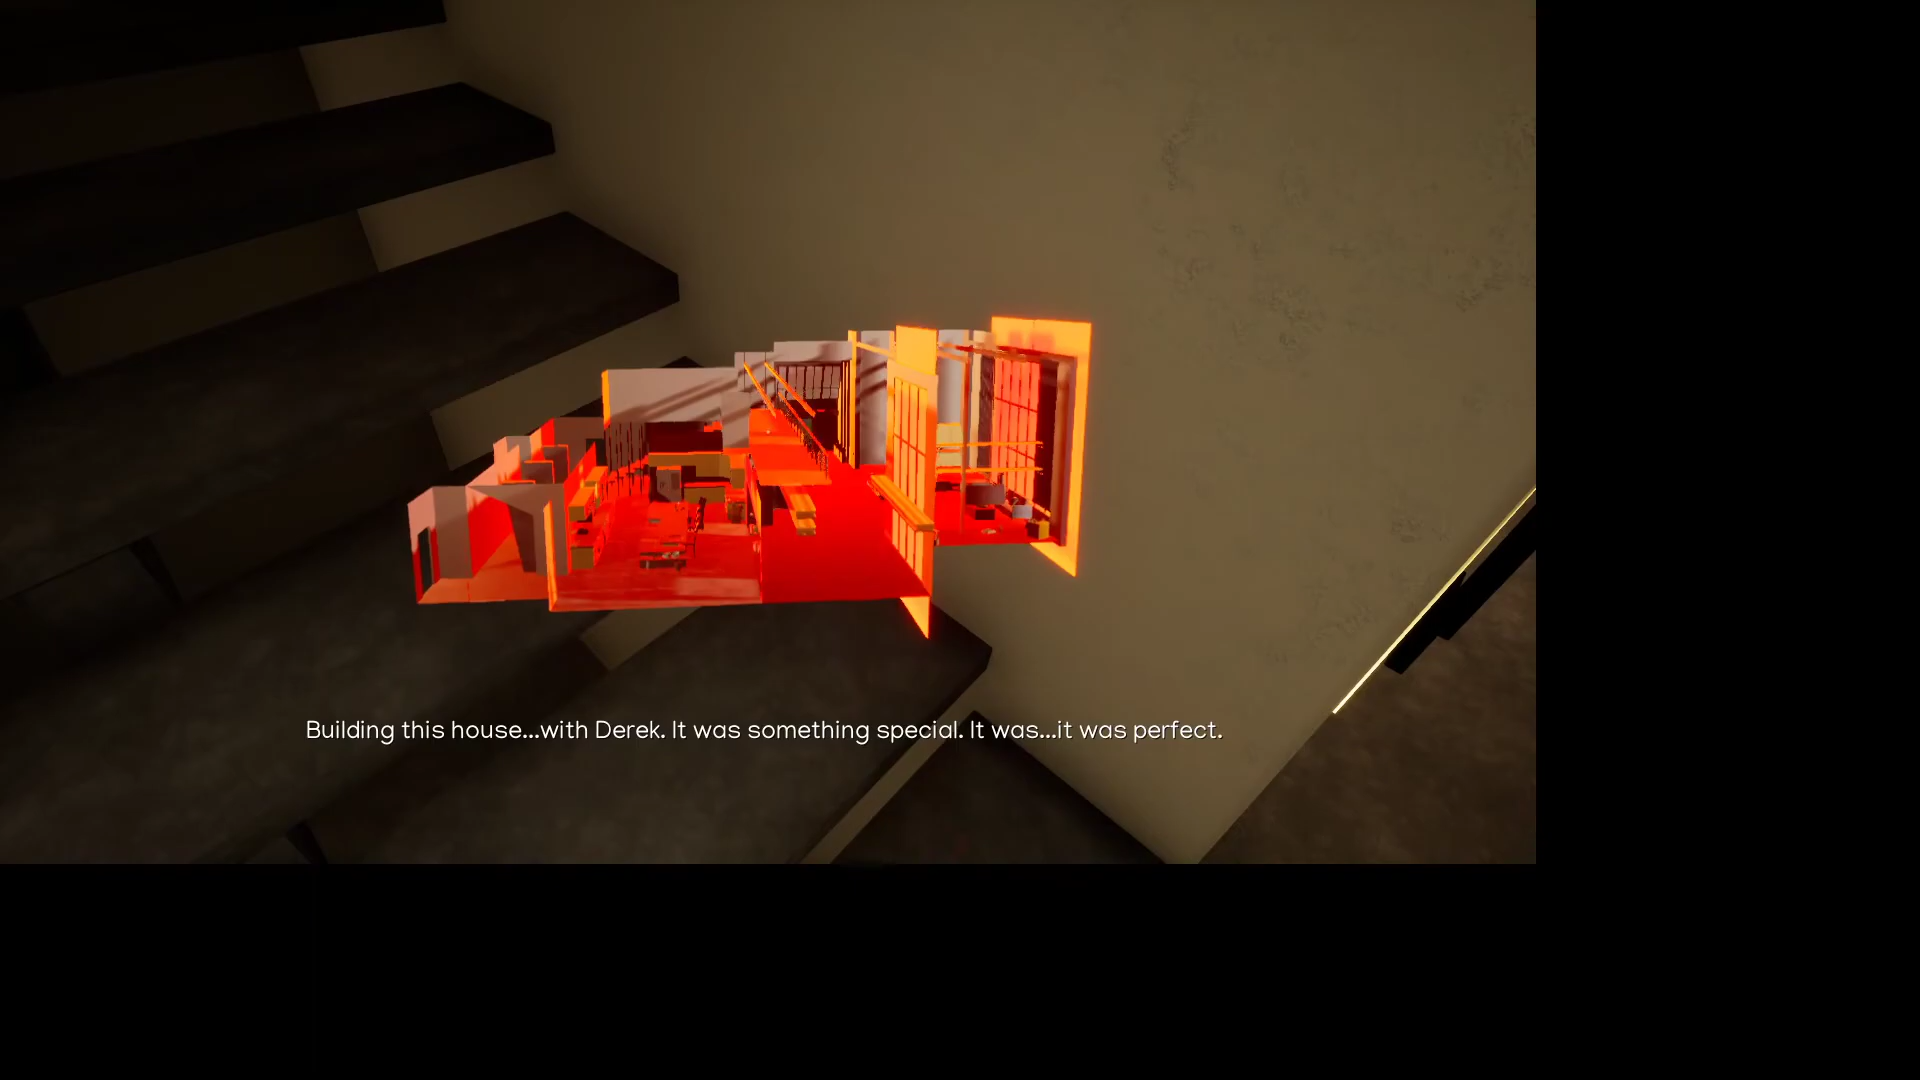 Building this house...with Derek. It was something special. It was...it was perfect.